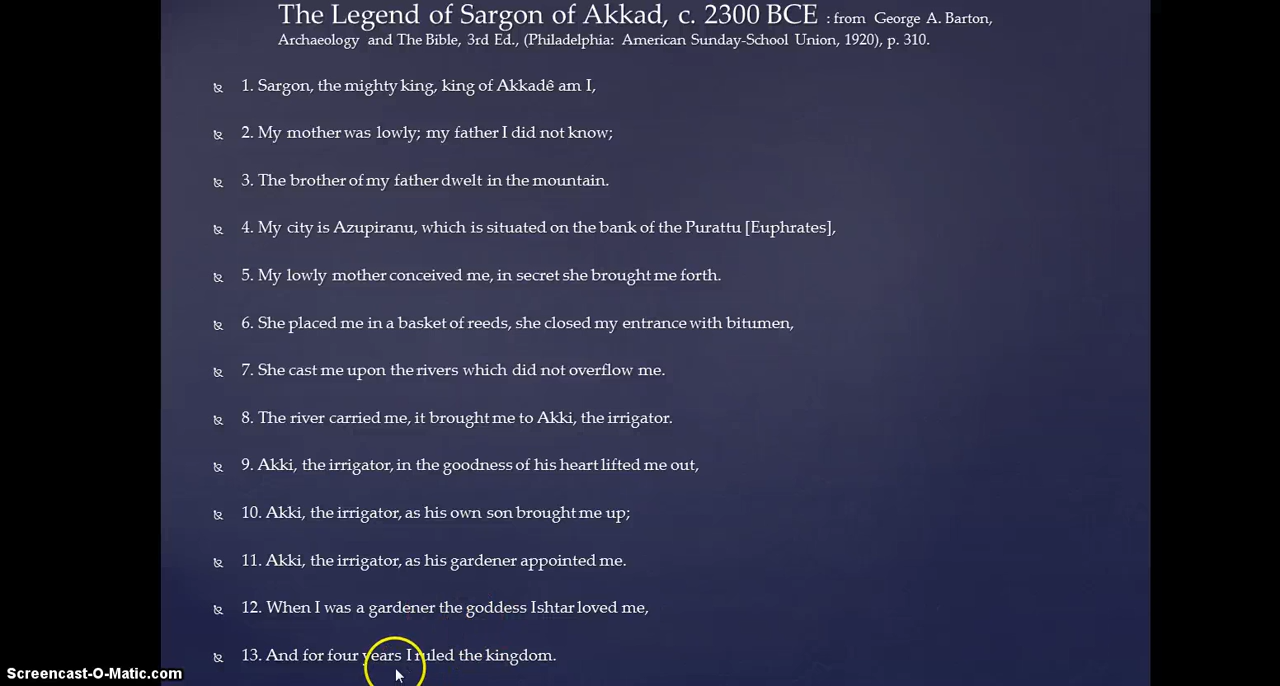 The Legend of Sargon of Akkad, c. 2300 BCE : from George A. Barton,
Archaeology and The Bible, 3rd Ed., (Philadelphia: American Sunday-School Union, 1920), p. 310.
1. Sargon, the mighty king, king of Akkadê am I,
2. My mother was lowly; my father I did not know;
3. The brother of my father dwelt in the mountain.
4. My city is Azupiranu, which is situated on the bank of the Purattu [Euphrates],
5. My lowly mother conceived me, in secret she brought me forth.
6. She placed me in a basket of reeds, she closed my entrance with bitumen,
7. She cast me upon the rivers which did not overflow me.
8. The river carried me, it brought me to Akki, the irrigator.
9. Akki, the irrigator, in the goodness of his heart lifted me out,
10. Akki, the irrigator, as his own son brought me up;
11. Akki, the irrigator, as his gardener appointed me.
12. When I was a gardener the goddess Ishtar loved me,
13. And for four years I ruled the kingdom.
Screencast-O-Matic.com